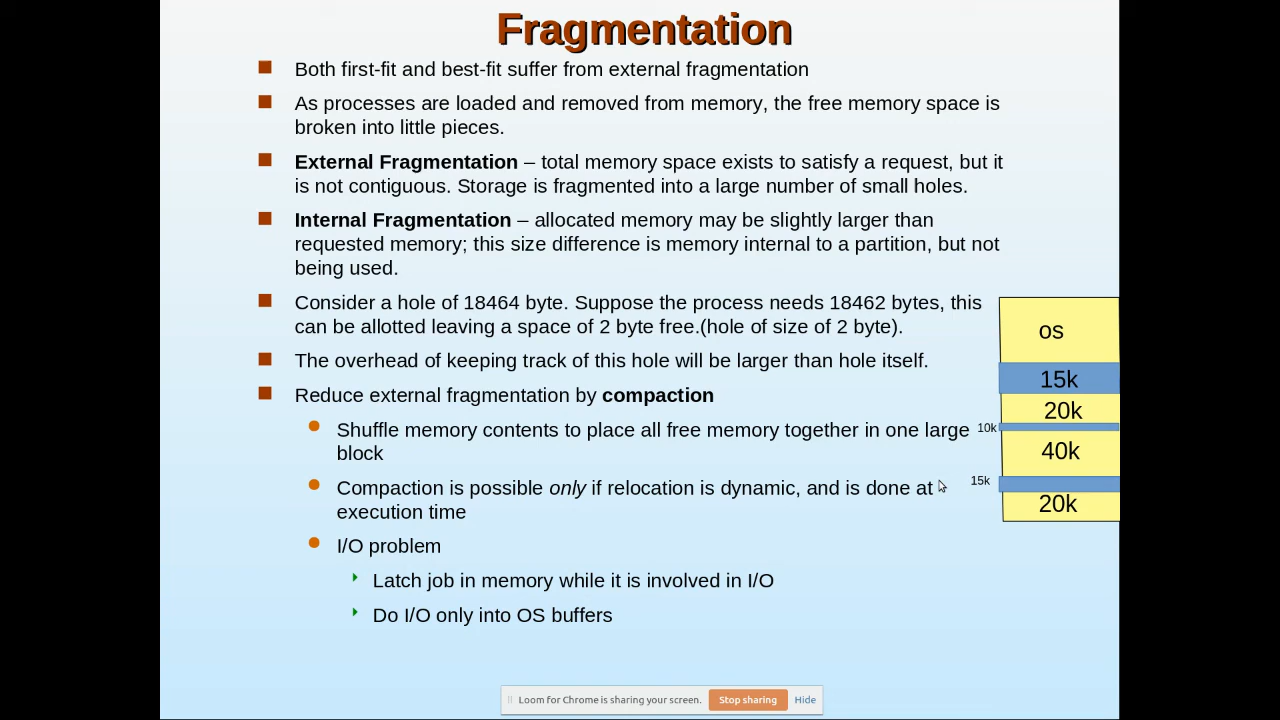 Fragmentation
Both first-fit and best-fit suffer from external fragmentation
As processes are loaded and removed from memory, the free memory space is
broken into little pieces.
External Fragmentation – total memory space exists to satisfy a request, but it
is not contiguous. Storage is fragmented into a large number of small holes.
Internal Fragmentation – allocated memory may be slightly larger than
requested memory; this size difference is memory internal to a partition, but not
being used.
Consider a hole of 18464 byte. Suppose the process needs 18462 bytes, this
can be allotted leaving a space of 2 byte free.(hole of size of 2 byte).
The overhead of keeping track of this hole will be larger than hole itself.
Reduce external fragmentation by compaction
Shuffle memory contents to place all free memory together in one large
block
Compaction is possible only if relocation is dynamic, and is done at
execution time
I/O problem
Latch job in memory while it is involved in I/O
Do I/O only into OS buffers
os
15k
20k
10k
40k
15k
20k
Loom for Chrome is sharing your screen. Stop sharing Hide